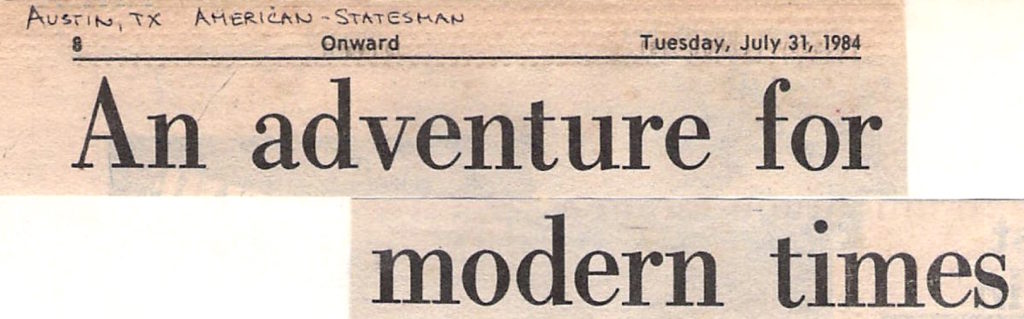 AUSTIN, TX AMERICAN-STATESMAN
8 Onward Tuesday, July 31, 1984
An adventure for
modern times